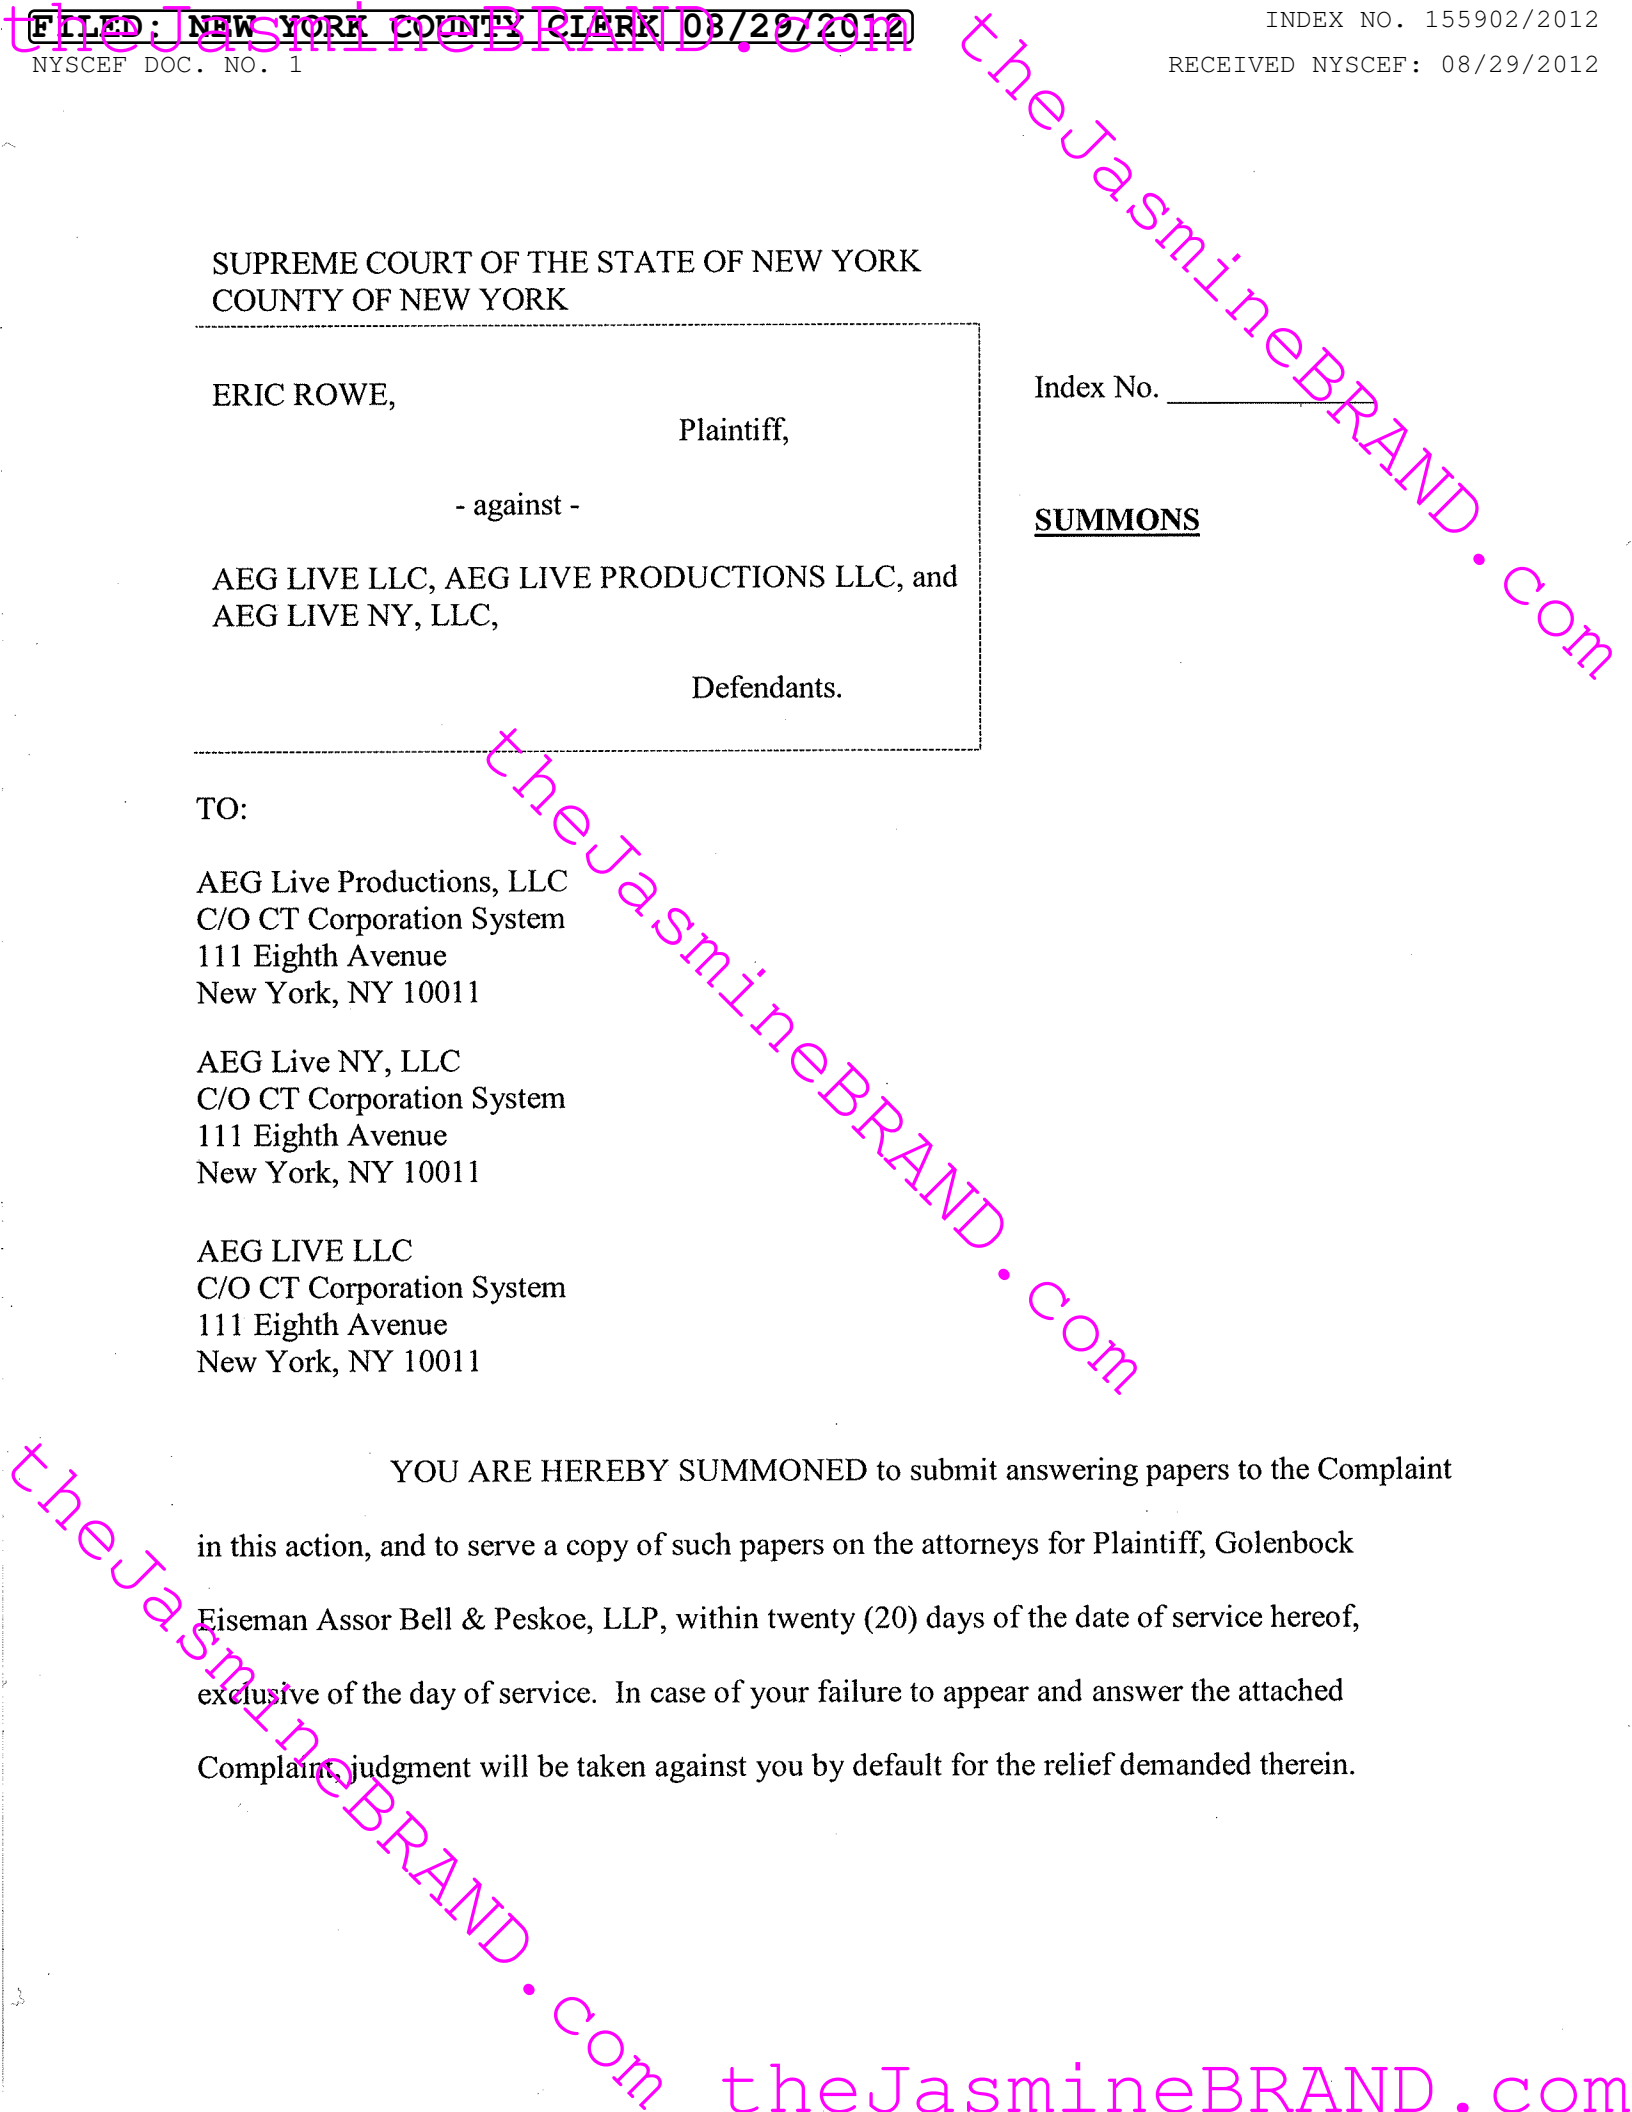 FILED: NEW YORK COUNTY CLERK 08/29/2012
theJasmineBRAND.com
INDEX NO. 155902/2012
NYSCEF DOC. NO. 1
RECEIVED NYSCEF: 08/29/2012
theJasmineBRAND.com
SUPREME COURT OF THE STATE OF NEW YORK
COUNTY OF NEW YORK
ERIC ROWE,
Plaintiff,
- against -
AEG LIVE LLC, AEG LIVE PRODUCTIONS LLC, and
AEG LIVE NY, LLC,
Defendants.
Index No.
SUMMONS
theJasmineBRAND.com
TO:
AEG Live Productions, LLC
C/O CT Corporation System
111 Eighth Avenue
New York, NY 10011
AEG Live NY, LLC
C/O CT Corporation System
111 Eighth Avenue
New York, NY 10011
AEG LIVE LLC
C/O CT Corporation System
111 Eighth Avenue
New York, NY 10011
theJasmineBRAND.com
YOU ARE HEREBY SUMMONED to submit answering papers to the Complaint
in this action, and to serve a copy of such papers on the attorneys for Plaintiff, Golenbock
Eiseman Assor Bell & Peskoe, LLP, within twenty (20) days of the date of service hereof,
exclusive of the day of service. In case of your failure to appear and answer the attached
Complaint, judgment will be taken against you by default for the relief demanded therein.
theJasmineBRAND.com